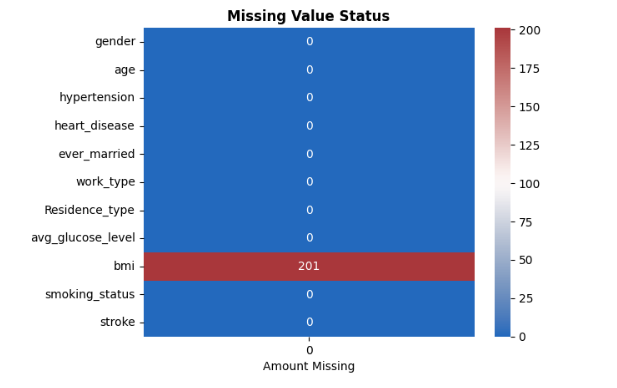 Missing Value Status
gender 0
age 0
hypertension 0
heart_disease 0
ever_married 0
work_type 0
Residence_type 0
avg_glucose_level 0
bmi 201
smoking_status 0
stroke 0
0
Amount Missing
200
175
150
125
100
75
50
25
0